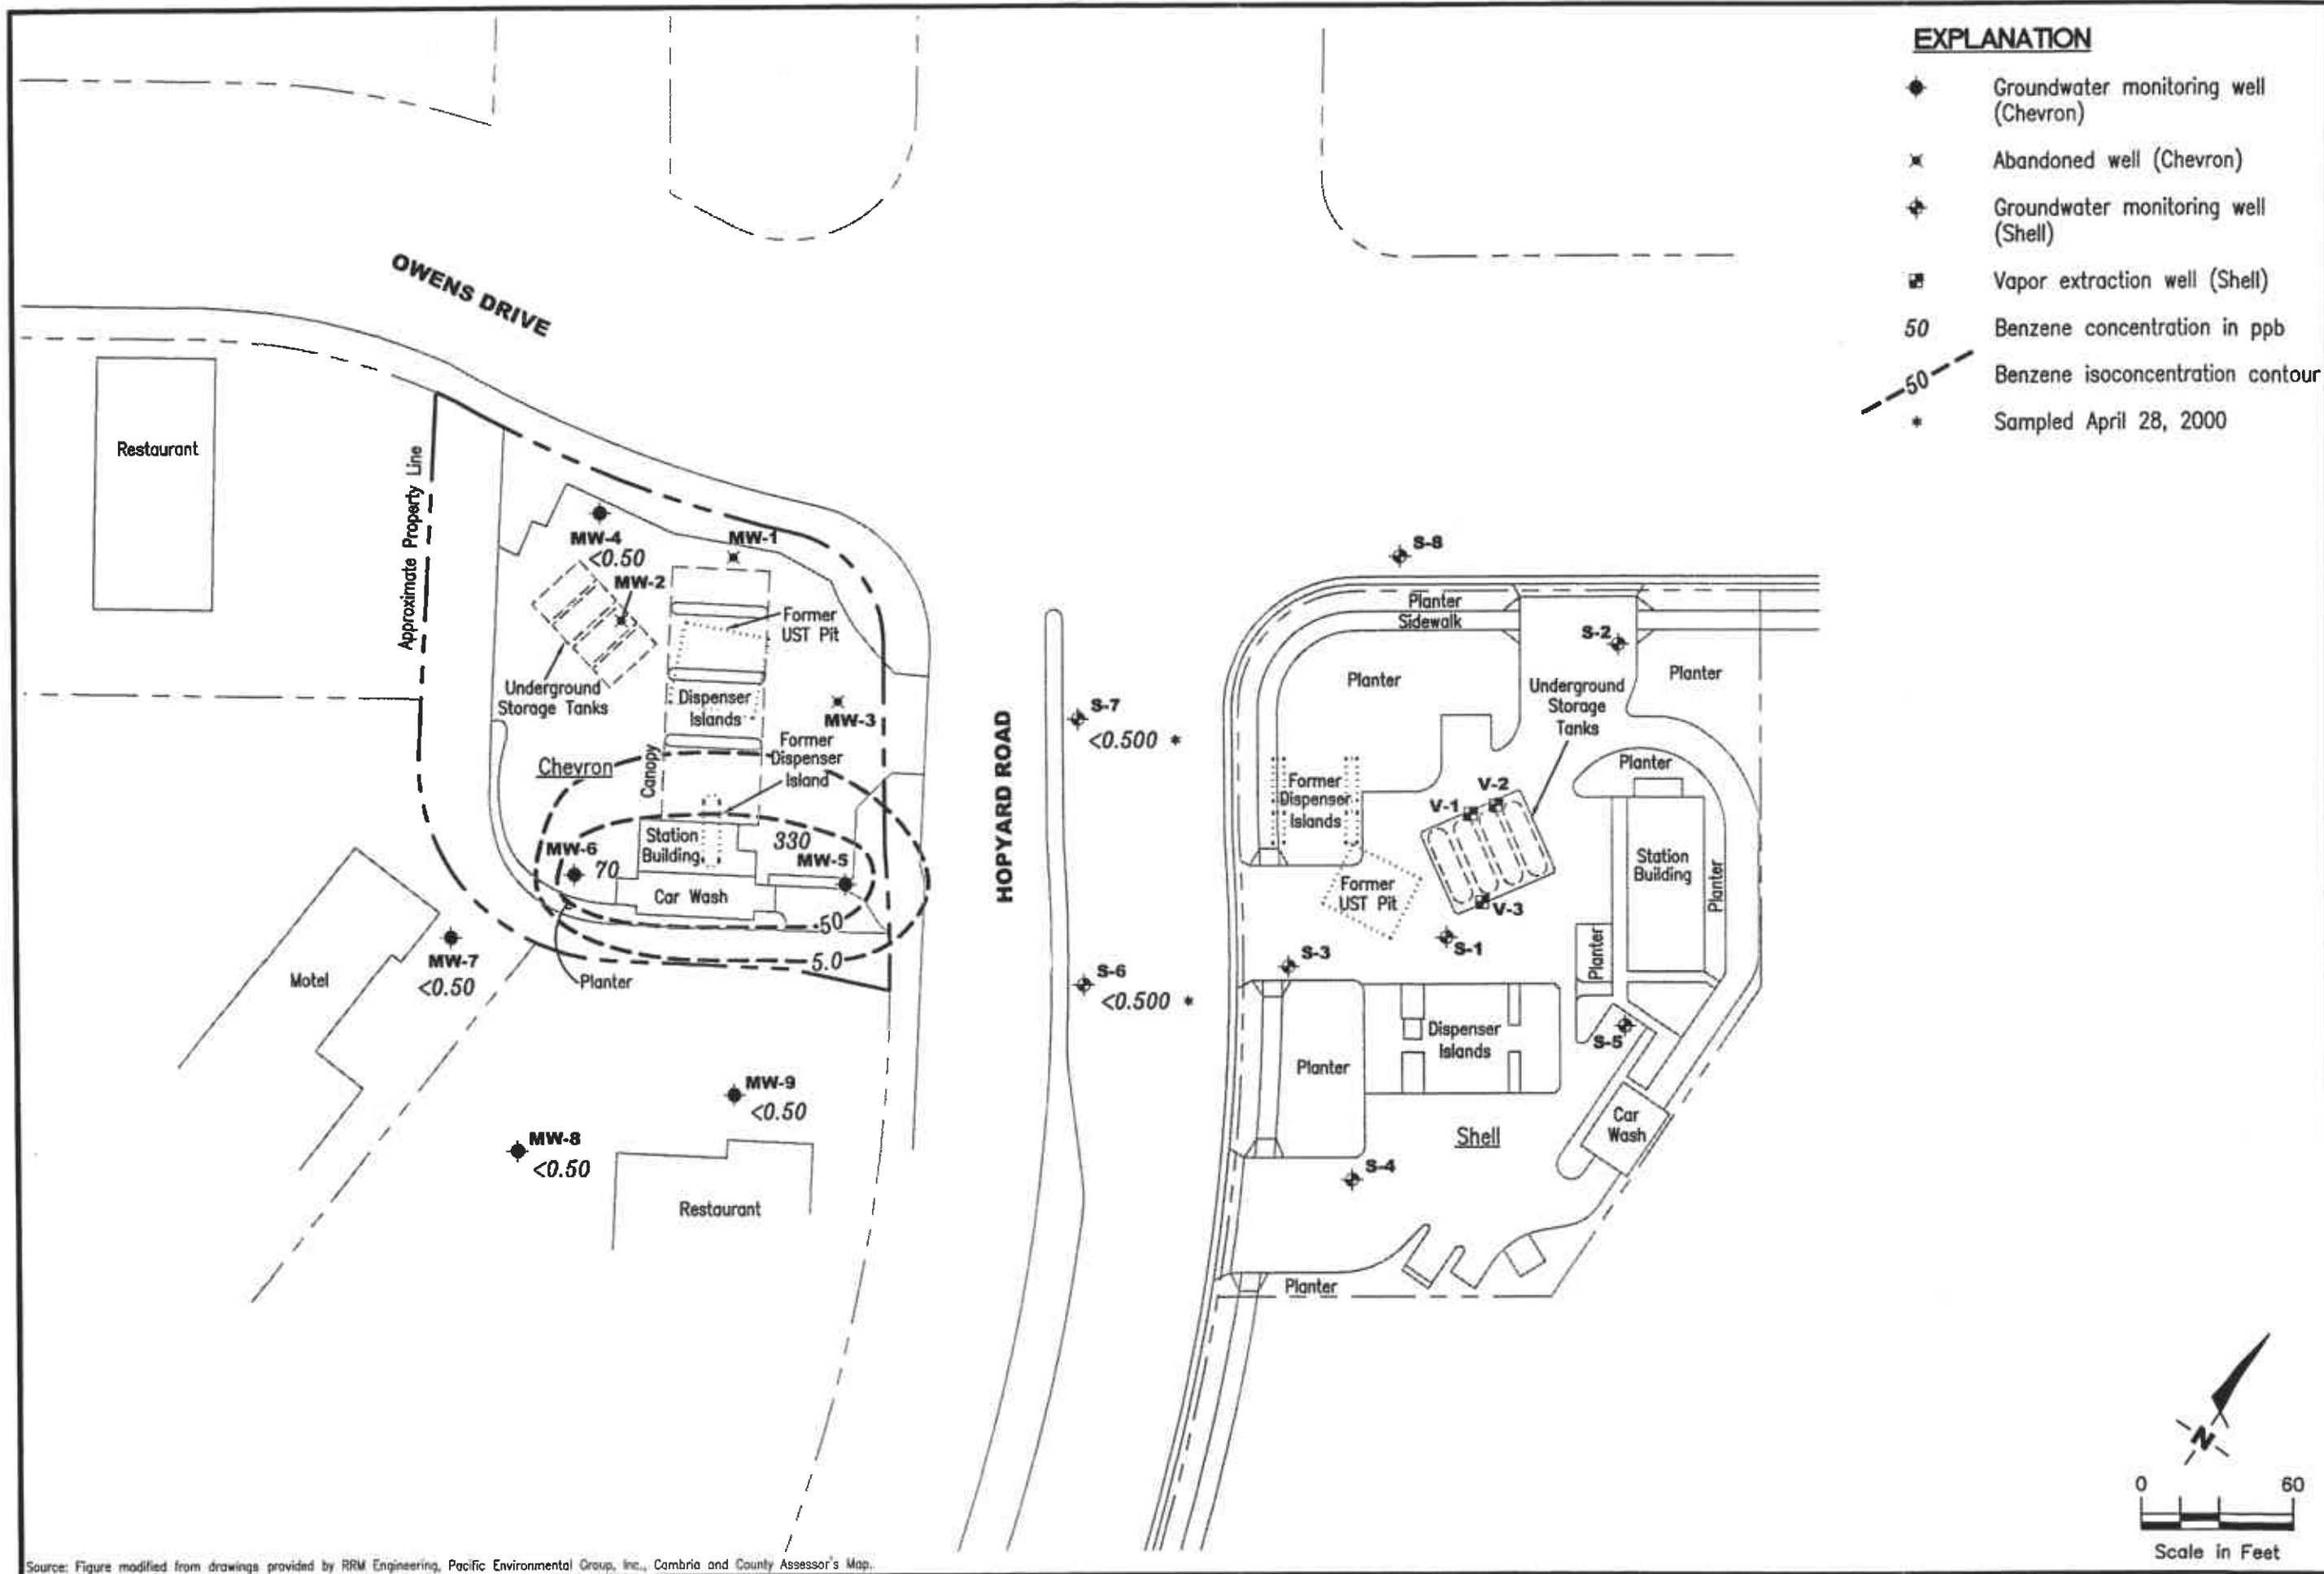 EXPLANATION
Groundwater monitoring well
(Chevron)
Abandoned well (Chevron)
Groundwater monitoring well
(Shell)
Vapor extraction well (Shell)
50 Benzene concentration in ppb
50 Benzene isoconcentration contour
* Sampled April 28, 2000
OWENS DRIVE
Restaurant
Approximate Property Line
MW-4
<0.50
MW-1
MW-2
Former
UST Pit
Underground
Storage Tanks
Dispenser
Islands
MW-3
Former
Dispenser
Island
Chevron
Canopy
Station
Building
330
MW-5
MW-6
70
Car Wash
50
5.0
Planter
Motel
MW-7
<0.50
MW-9
<0.50
MW-8
<0.50
Restaurant
HOPYARD ROAD
S-7
<0.500 *
S-6
<0.500 *
S-8
Planter
Sidewalk
S-2
Planter
Planter
Underground
Storage
Tanks
Planter
Former
Dispenser
Islands
V-1
V-2
Station
Building
Planter
Former
UST Pit
V-3
S-1
S-3
Planter
S-5
Dispenser
Islands
Planter
Car
Wash
Shell
S-4
Planter
N
0 60
Scale in Feet
Source: Figure modified from drawings provided by RRM Engineering, Pacific Environmental Group, Inc., Cambria and County Assessor's Map.